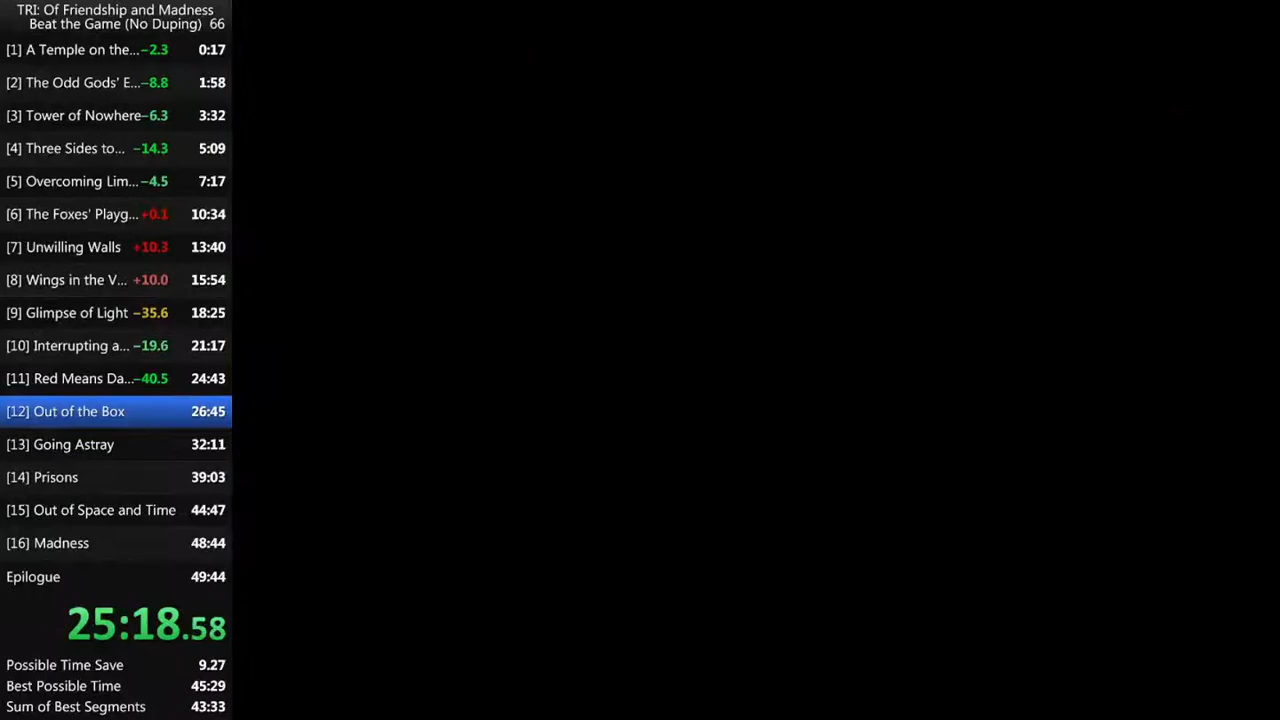 TRI: Of Friendship and Madness
Beat the Game (No Duping) 66
[1] A Temple on the... −2.3 0:17
[2] The Odd Gods' E... −8.8 1:58
[3] Tower of Nowhere −6.3 3:32
[4] Three Sides to... −14.3 5:09
[5] Overcoming Lim... −4.5 7:17
[6] The Foxes' Playg... +0.1 10:34
[7] Unwilling Walls +10.3 13:40
[8] Wings in the V... +10.0 15:54
[9] Glimpse of Light −35.6 18:25
[10] Interrupting a... −19.6 21:17
[11] Red Means Da... −40.5 24:43
[12] Out of the Box 26:45
[13] Going Astray 32:11
[14] Prisons 39:03
[15] Out of Space and Time 44:47
[16] Madness 48:44
Epilogue 49:44
25:18.58
Possible Time Save 9.27
Best Possible Time 45:29
Sum of Best Segments 43:33